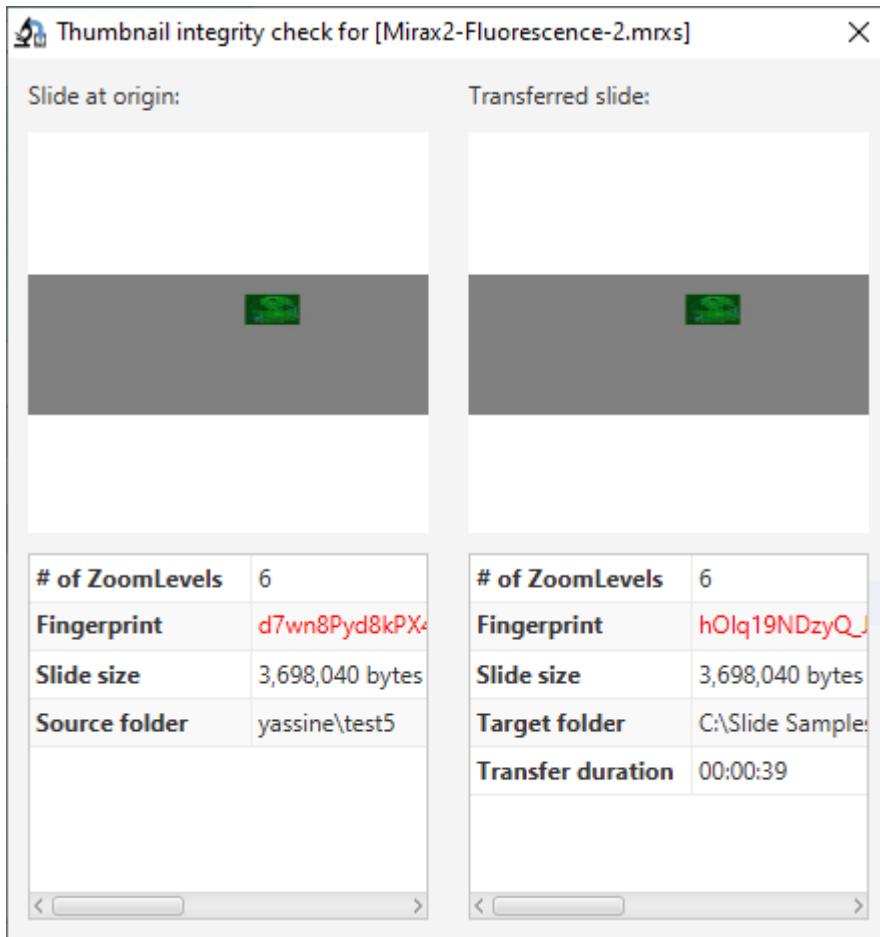 Thumbnail integrity check for [Mirax2-Fluorescence-2.mrxs]
Slide at origin:
Transferred slide:
# of ZoomLevels 6
Fingerprint d7wn8Pyd8kPX4
Slide size 3,698,040 bytes
Source folder yassine\test5
# of ZoomLevels 6
Fingerprint hOlq19NDzyQ_J
Slide size 3,698,040 bytes
Target folder C:\Slide Samples
Transfer duration 00:00:39